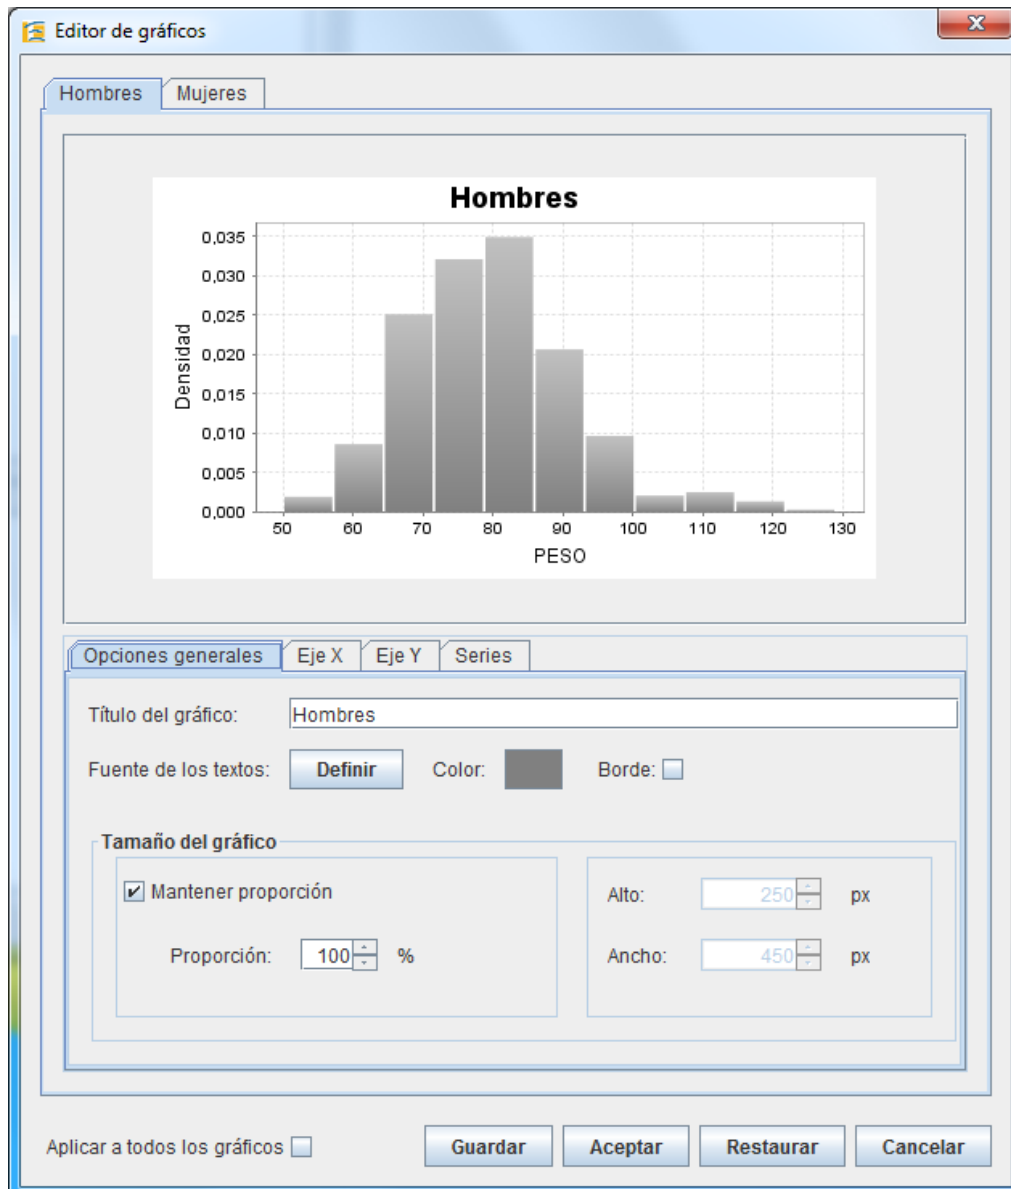 Editor de gráficos
Hombres Mujeres
Hombres
0,035
0,030
0,025
0,020
0,015
0,010
0,005
0,000
Densidad
50 60 70 80 90 100 110 120 130
PESO
Opciones generales Eje X Eje Y Series
Título del gráfico: Hombres
Fuente de los textos: Definir Color: Borde:
Tamaño del gráfico
Mantener proporción
Proporción: 100 %
Alto: 250 px
Ancho: 450 px
Aplicar a todos los gráficos Guardar Aceptar Restaurar Cancelar